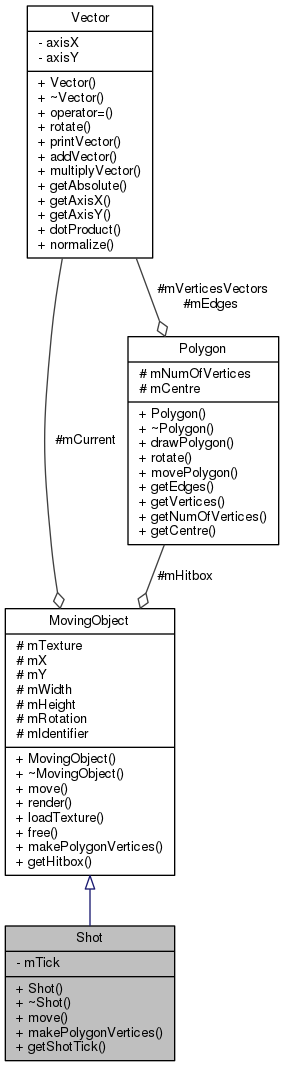 Vector
- axisX
- axisY
+ Vector()
+ ~Vector()
+ operator=()
+ rotate()
+ printVector()
+ addVector()
+ multiplyVector()
+ getAbsolute()
+ getAxisX()
+ getAxisY()
+ dotProduct()
+ normalize()
#mVerticesVectors
#mEdges
Polygon
# mNumOfVertices
# mCentre
+ Polygon()
+ ~Polygon()
+ drawPolygon()
+ rotate()
+ movePolygon()
+ getEdges()
+ getVertices()
+ getNumOfVertices()
+ getCentre()
#mCurrent
#mHitbox
MovingObject
# mTexture
# mX
# mY
# mWidth
# mHeight
# mRotation
# mIdentifier
+ MovingObject()
+ ~MovingObject()
+ move()
+ render()
+ loadTexture()
+ free()
+ makePolygonVertices()
+ getHitbox()
Shot
- mTick
+ Shot()
+ ~Shot()
+ move()
+ makePolygonVertices()
+ getShotTick()